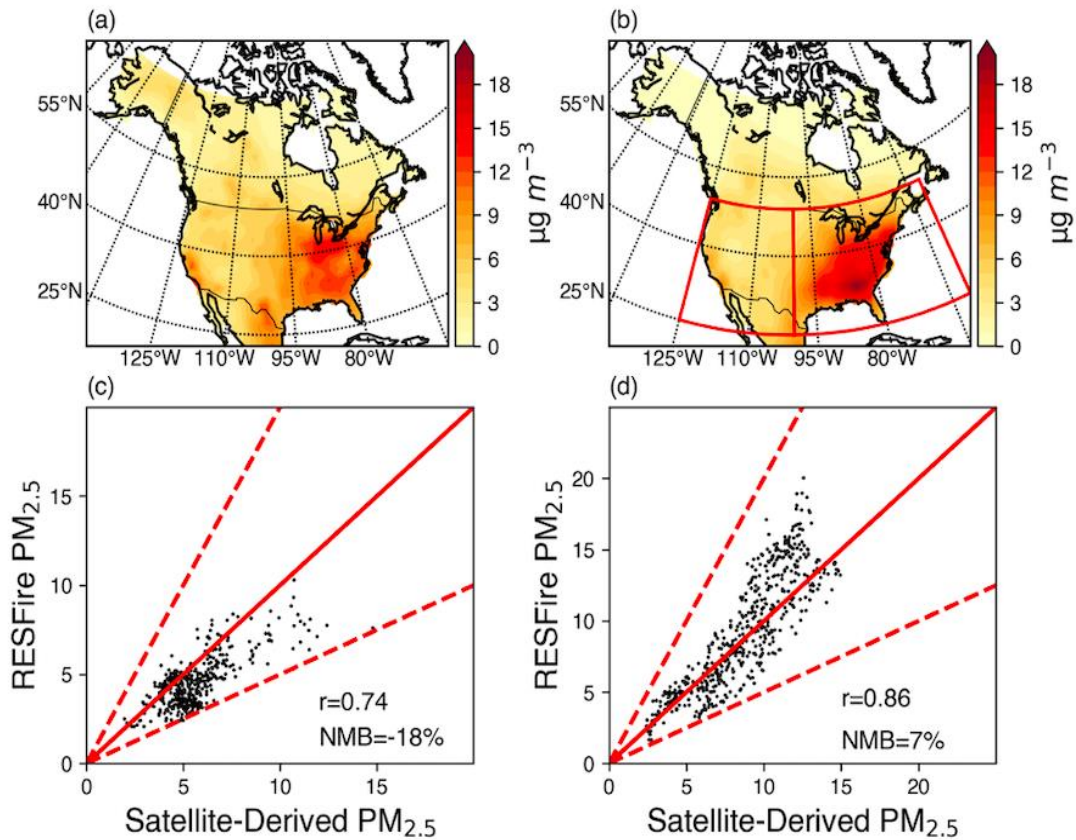 (a)
55°N
40°N
25°N
125°W 110°W 95°W 80°W
18
15
12
9
6
3
0
μg m⁻³
(b)
55°N
40°N
25°N
125°W 110°W 95°W 80°W
18
15
12
9
6
3
0
μg m⁻³
(c)
RESFire PM₂.₅
15
10
5
0
r=0.74
NMB=-18%
0 5 10 15
Satellite-Derived PM₂.₅
(d)
RESFire PM₂.₅
20
15
10
5
0
r=0.86
NMB=7%
0 5 10 15 20
Satellite-Derived PM₂.₅